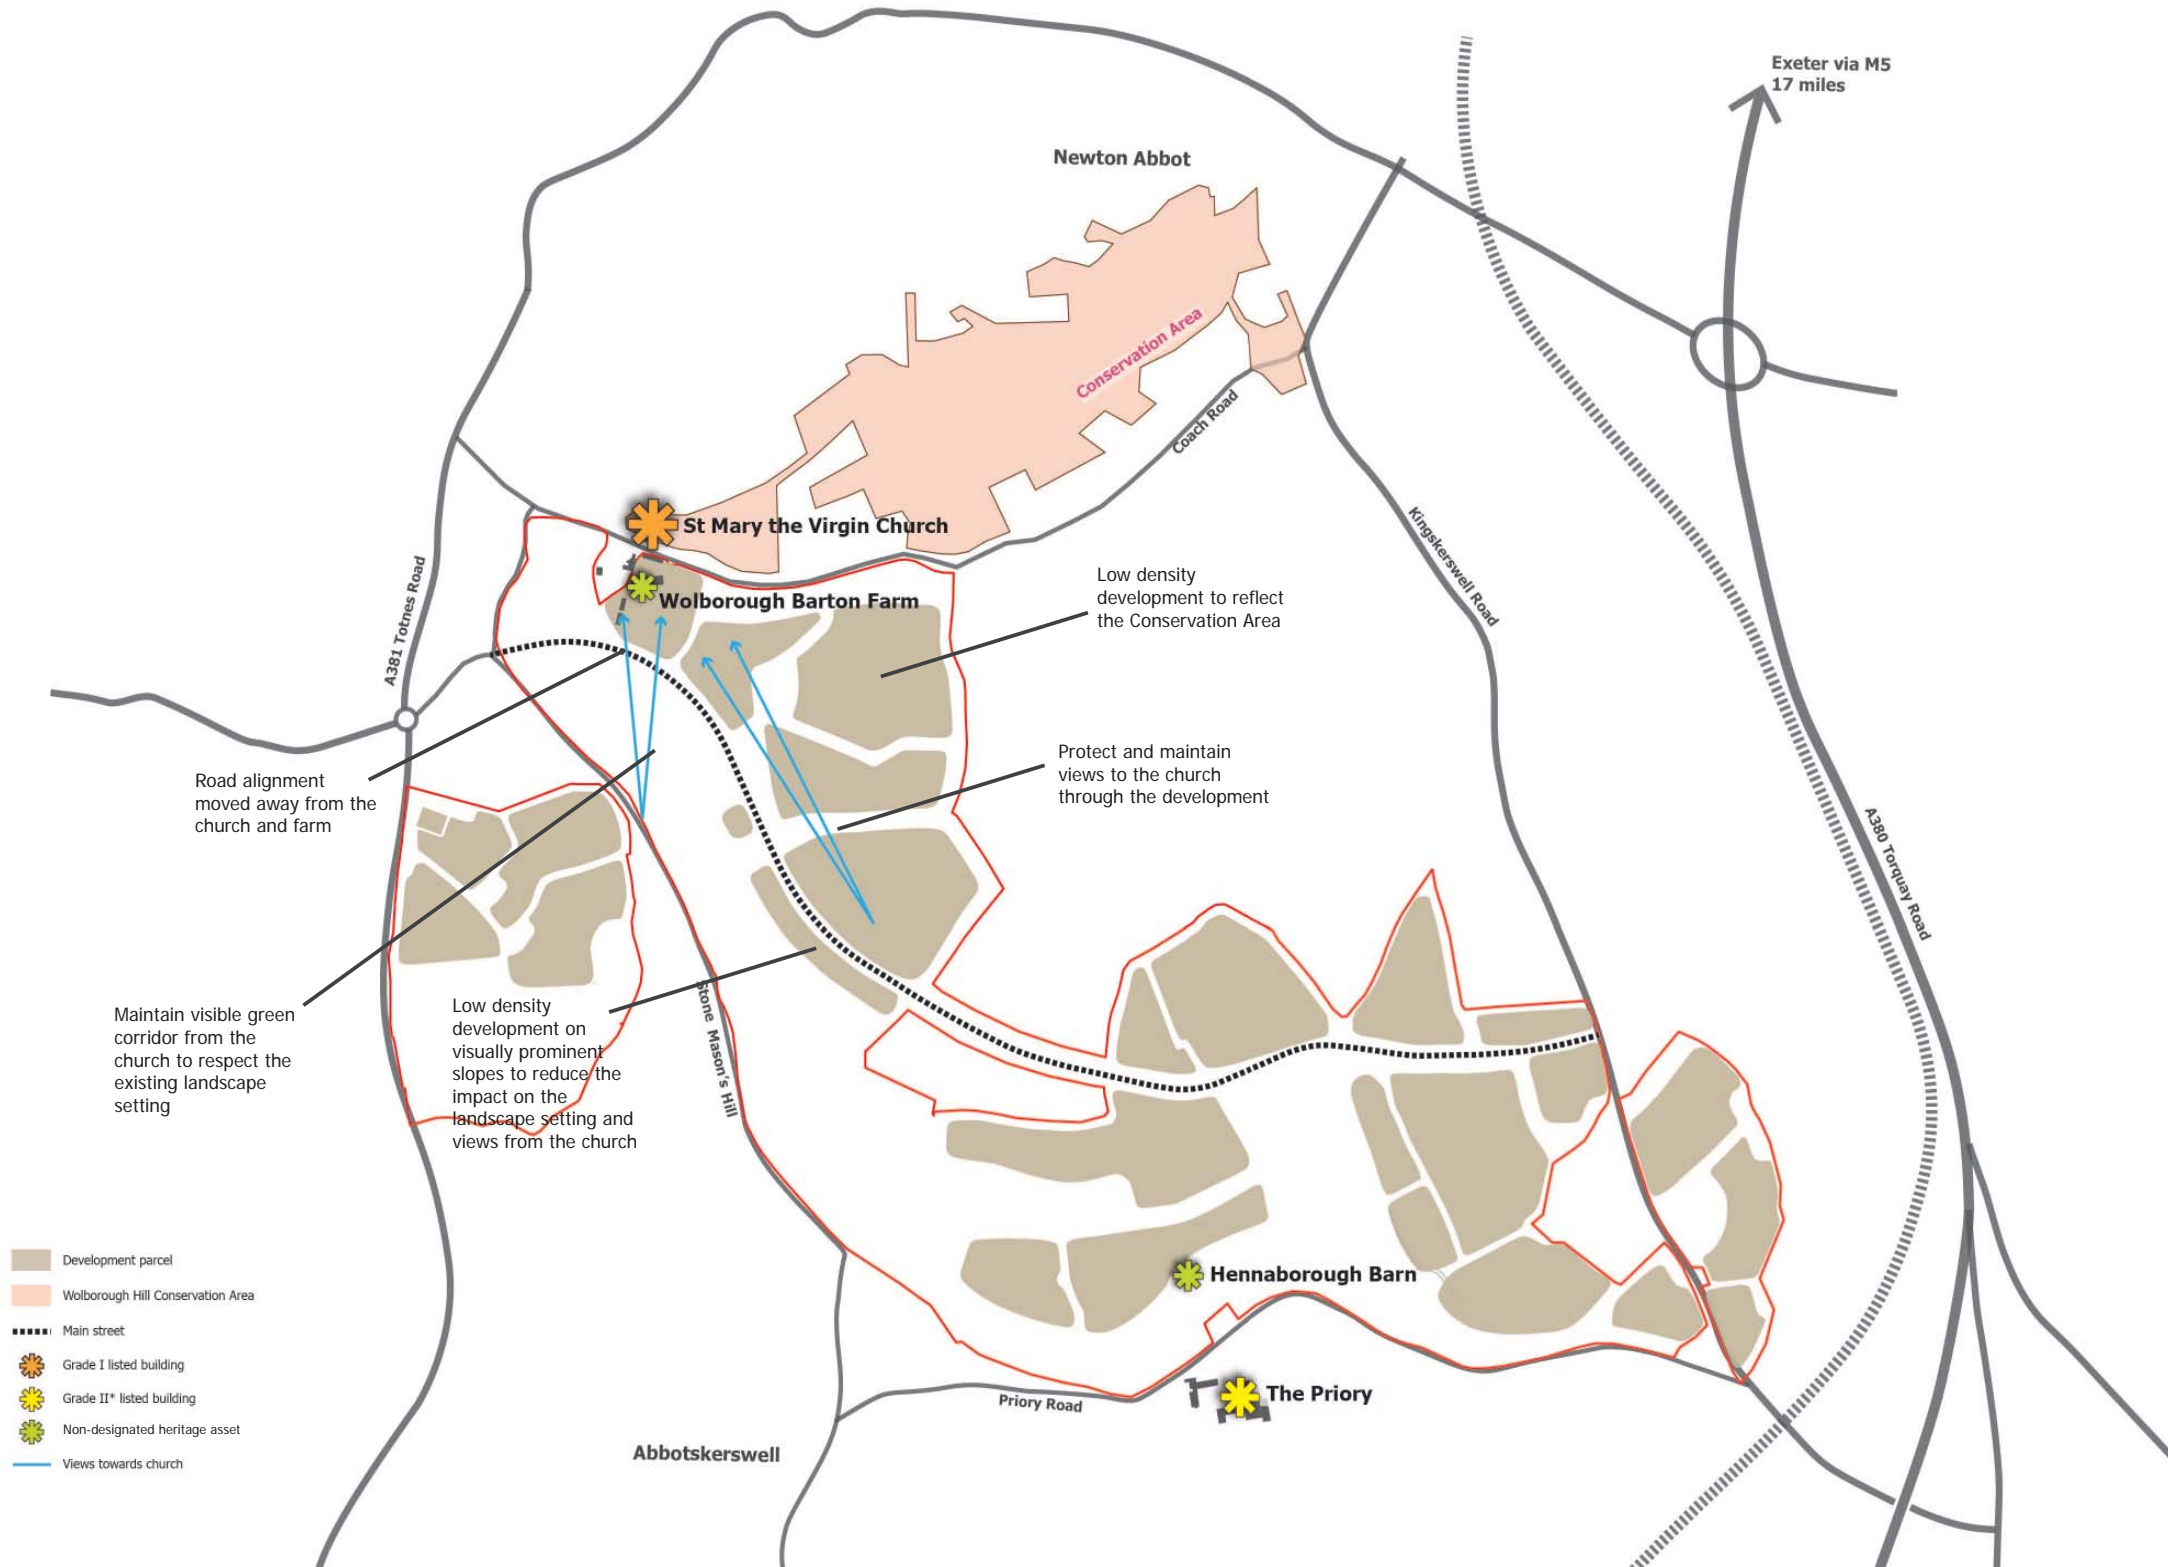 Exeter via M5
17 miles
Newton Abbot
Conservation Area
Coach Road
St Mary the Virgin Church
Kingskerswell Road
A381 Totnes Road
Wolborough Barton Farm
Low density
development to reflect
the Conservation Area
Road alignment
moved away from the
church and farm
Protect and maintain
views to the church
through the development
A380 Torquay Road
Maintain visible green
corridor from the
church to respect the
existing landscape
setting
Low density
development on
visually prominent
slopes to reduce the
impact on the
landscape setting and
views from the church
Stone Mason's Hill
Hennaborough Barn
The Priory
Priory Road
Abbotskerswell
Development parcel
Wolborough Hill Conservation Area
Main street
Grade I listed building
Grade II* listed building
Non-designated heritage asset
Views towards church